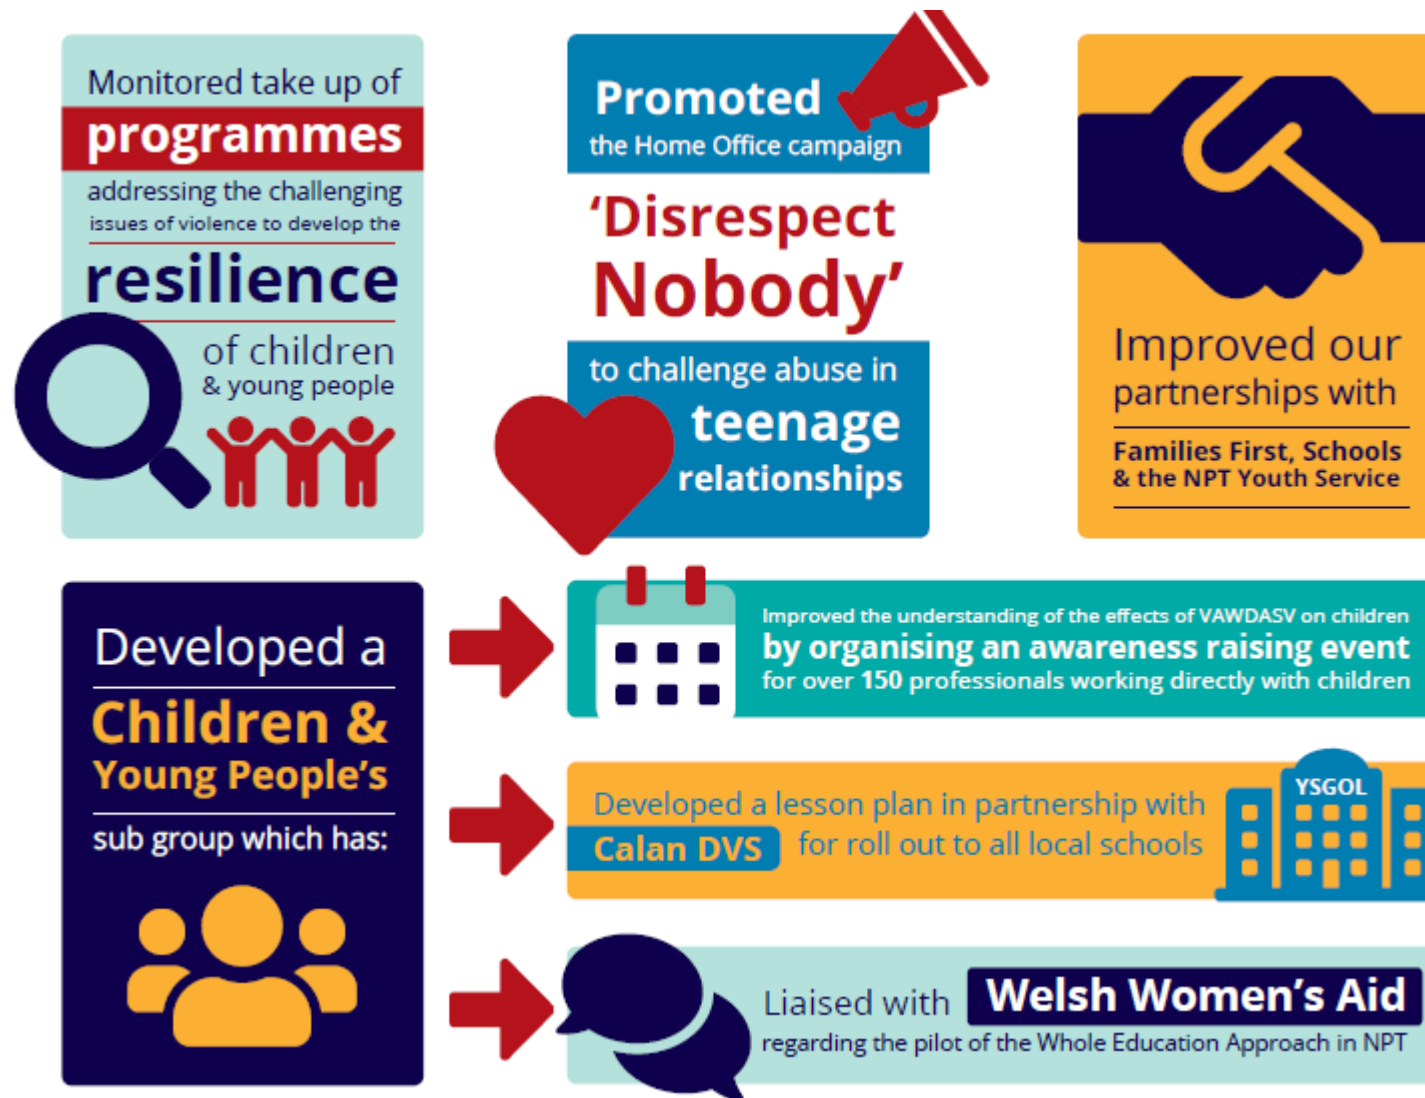 Monitored take up of
programmes
addressing the challenging
issues of violence to develop the
resilience
of children
& young people
Promoted
the Home Office campaign
‘Disrespect
Nobody’
to challenge abuse in
teenage
relationships
Improved our
partnerships with
Families First, Schools
& the NPT Youth Service
Developed a
Children &
Young People’s
sub group which has:
Improved the understanding of the effects of VAWDASV on children
by organising an awareness raising event
for over 150 professionals working directly with children
Developed a lesson plan in partnership with
Calan DVS for roll out to all local schools
YSGOL
Liaised with Welsh Women’s Aid
regarding the pilot of the Whole Education Approach in NPT